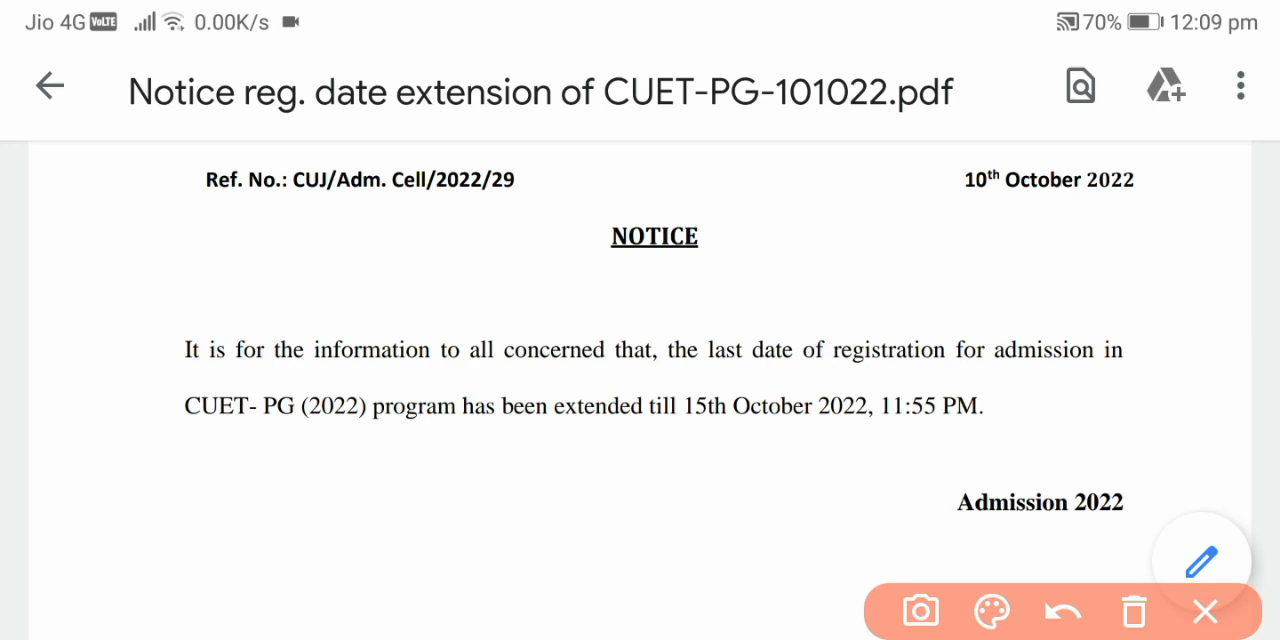 Jio 4G VoLTE 0.00K/s 70% 12:09 pm
Notice reg. date extension of CUET-PG-101022.pdf
Ref. No.: CUJ/Adm. Cell/2022/29 10th October 2022
NOTICE
It is for the information to all concerned that, the last date of registration for admission in
CUET- PG (2022) program has been extended till 15th October 2022, 11:55 PM.
Admission 2022